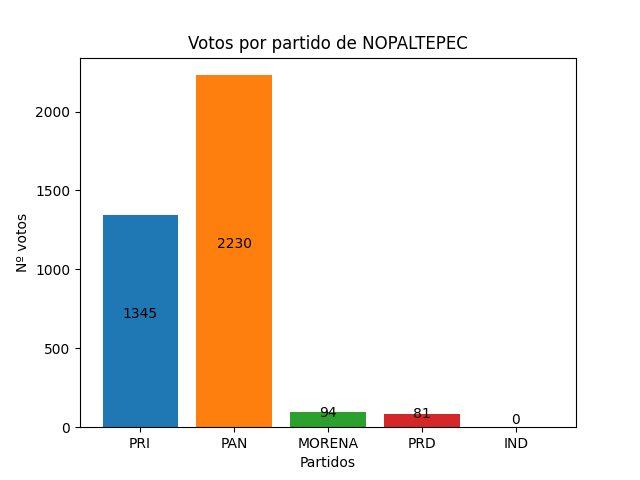 Votos por partido de NOPALTEPEC
Nº votos
2000
1500
1000
500
0
1345
2230
94
81
0
PRI PAN MORENA PRD IND
Partidos